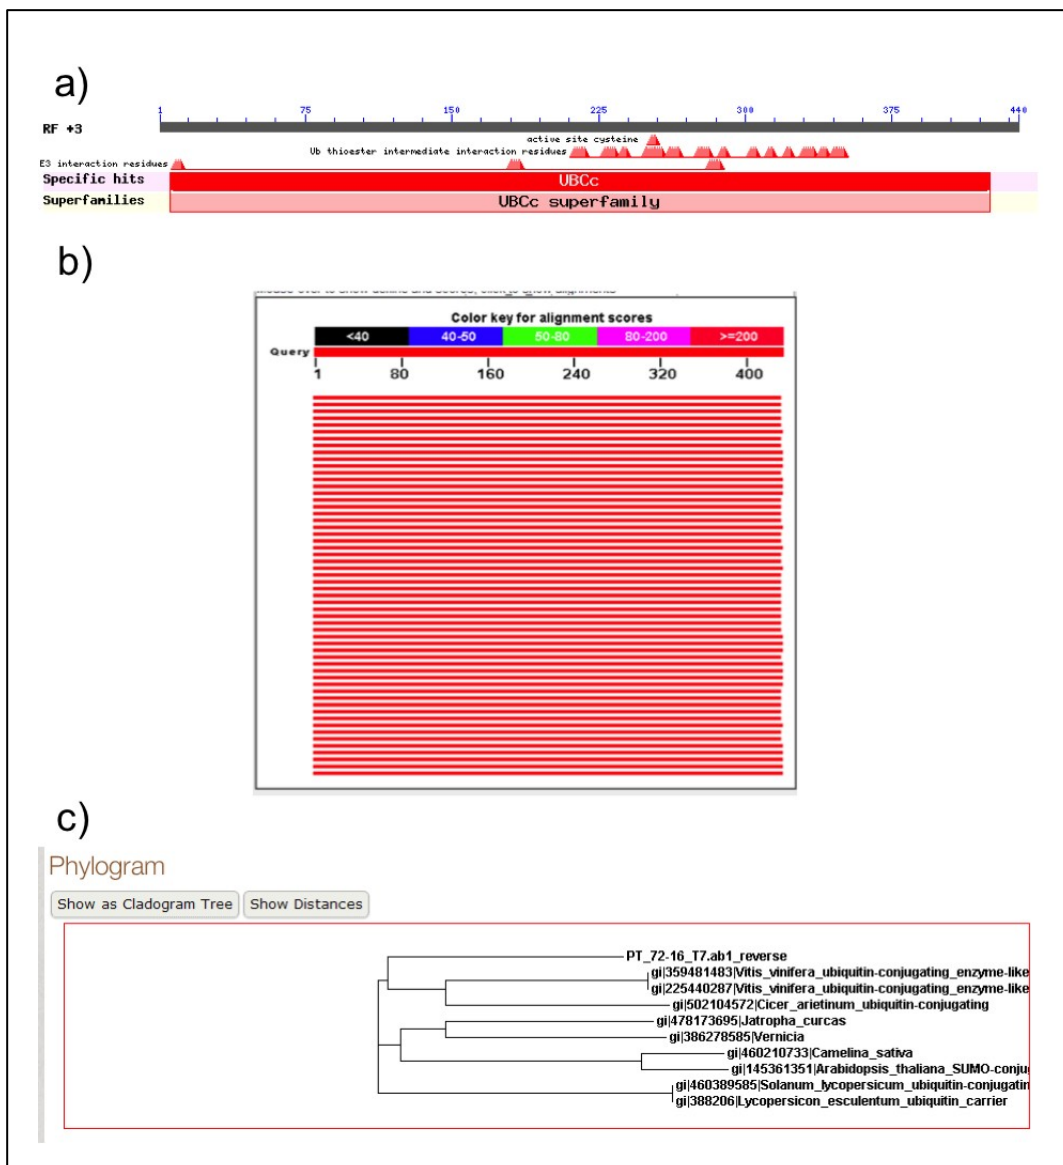 a)
1 75 150 225 300 375 440
RF +3
active site cysteine
Ub thioester intermediate interaction residues
E3 interaction residues
Specific hits UBCc
Superfamilies UBCc superfamily
b)
Color key for alignment scores
<40 40-50 50-80 80-200 >=200
Query
1 80 160 240 320 400
c)
Phylogram
Show as Cladogram Tree Show Distances
PT_72-16_T7.ab1_reverse
gi|359481483|Vitis_vinifera_ubiquitin-conjugating_enzyme-like
gi|225440287|Vitis_vinifera_ubiquitin-conjugating_enzyme-like
gi|502104572|Cicer_arietinum_ubiquitin-conjugating
gi|478173695|Jatropha_curcas
gi|386278585|Vernicia
gi|460210733|Camelina_sativa
gi|145361351|Arabidopsis_thaliana_SUMO-conju
gi|460389585|Solanum_lycopersicum_ubiquitin-conjugatin
gi|388206|Lycopersicon_esculentum_ubiquitin_carrier